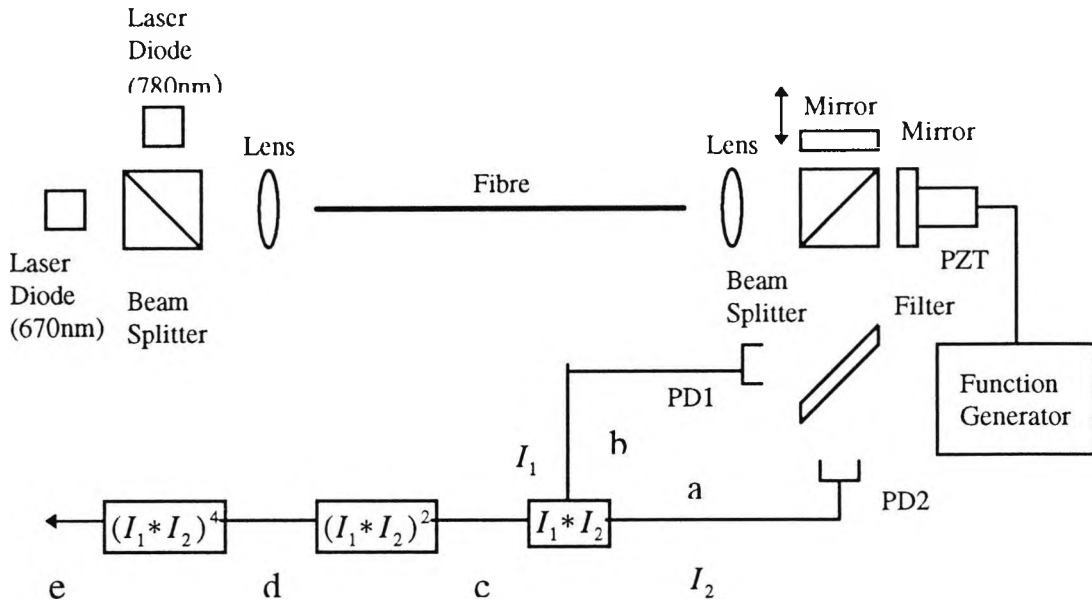 Laser
Diode
(780nm)
Mirror
Mirror
Lens
Lens
Fibre
PZT
Laser
Diode
(670nm)
Beam
Splitter
Beam
Splitter
Filter
PD1
Function
Generator
I₁
b
a
PD2
(I₁*I₂)⁴
(I₁*I₂)²
I₁*I₂
e
d
c
I₂